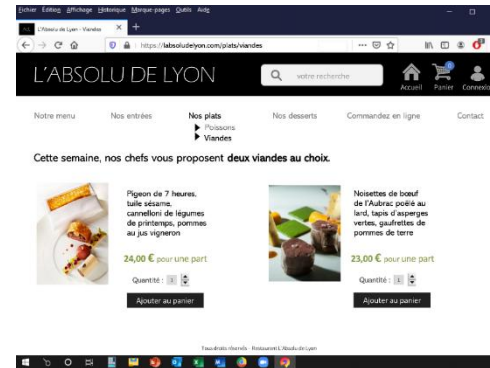 Fichier Édition Affichage Historique Marque-pages Outils Aide
L'Absolu de Lyon - Viandes
https://labsoludelyon.com/plats/viandes
L'ABSOLU DE LYON
votre recherche
Accueil
0
Panier
Connexio
Notre menu
Nos entrées
Nos plats
Poissons
Viandes
Nos desserts
Commandez en ligne
Contact
Cette semaine, nos chefs vous proposent deux viandes au choix.
Pigeon de 7 heures,
tuile sésame,
cannelloni de légumes
de printemps, pommes
au jus vigneron
24,00 € pour une part
Quantité : 1
Ajouter au panier
Noisettes de bœuf
de l'Aubrac poêlé au
lard, tapis d'asperges
vertes, gaufrettes de
pommes de terre
23,00 € pour une part
Quantité : 1
Ajouter au panier
Tous droits réservés - Restaurant L'Absolu de Lyon